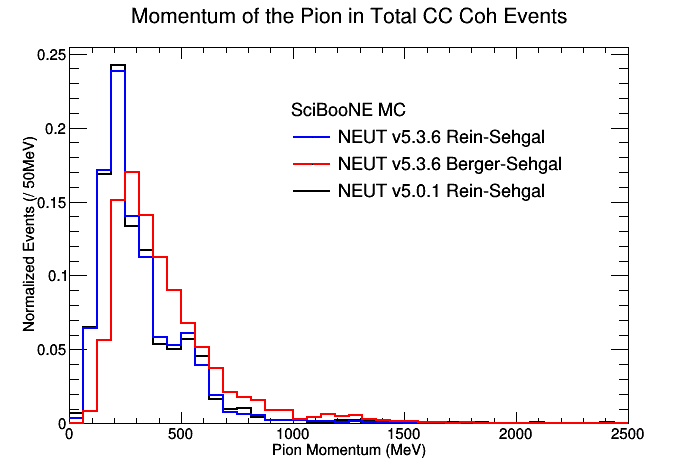 Momentum of the Pion in Total CC Coh Events
Normalized Events (/ 50MeV)
0.25
0.2
0.15
0.1
0.05
0
SciBooNE MC
NEUT v5.3.6 Rein-Sehgal
NEUT v5.3.6 Berger-Sehgal
NEUT v5.0.1 Rein-Sehgal
0 500 1000 1500 2000 2500
Pion Momentum (MeV)